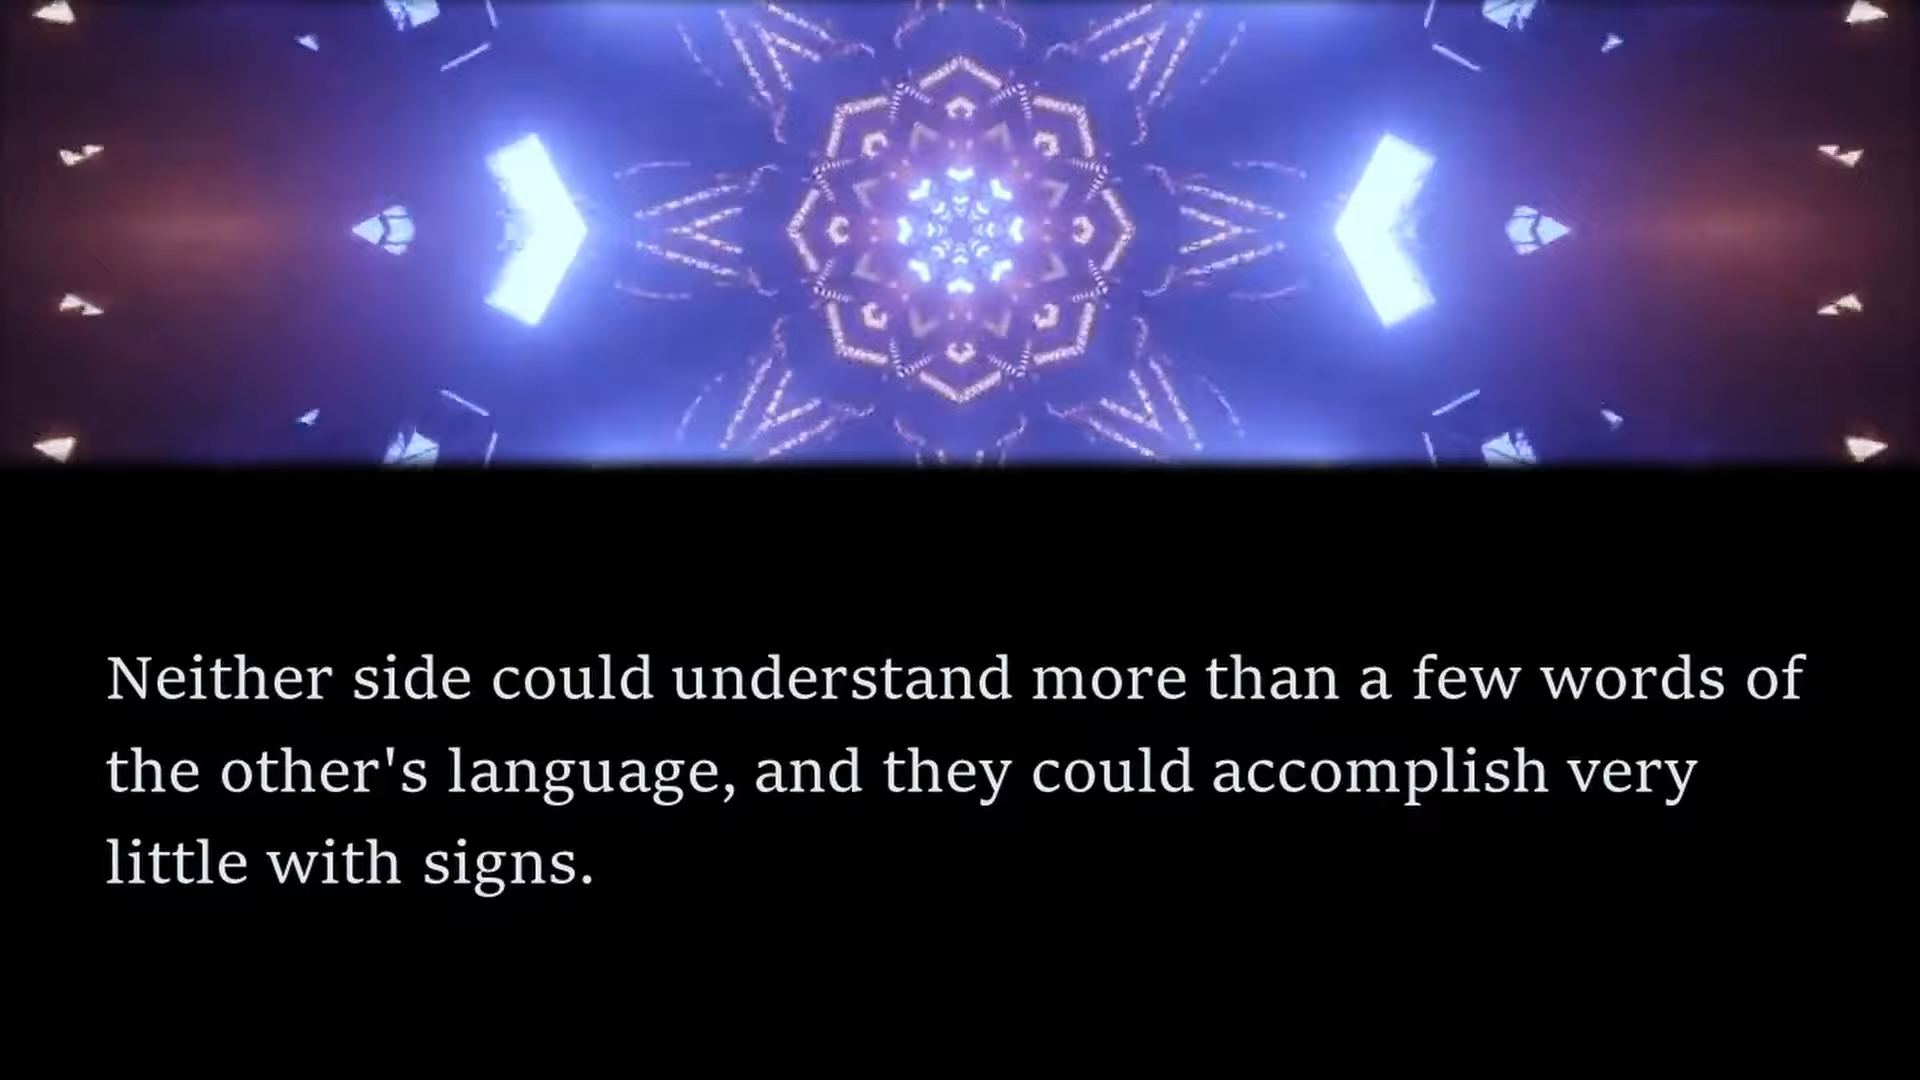 Neither side could understand more than a few words of
the other's language, and they could accomplish very
little with signs.